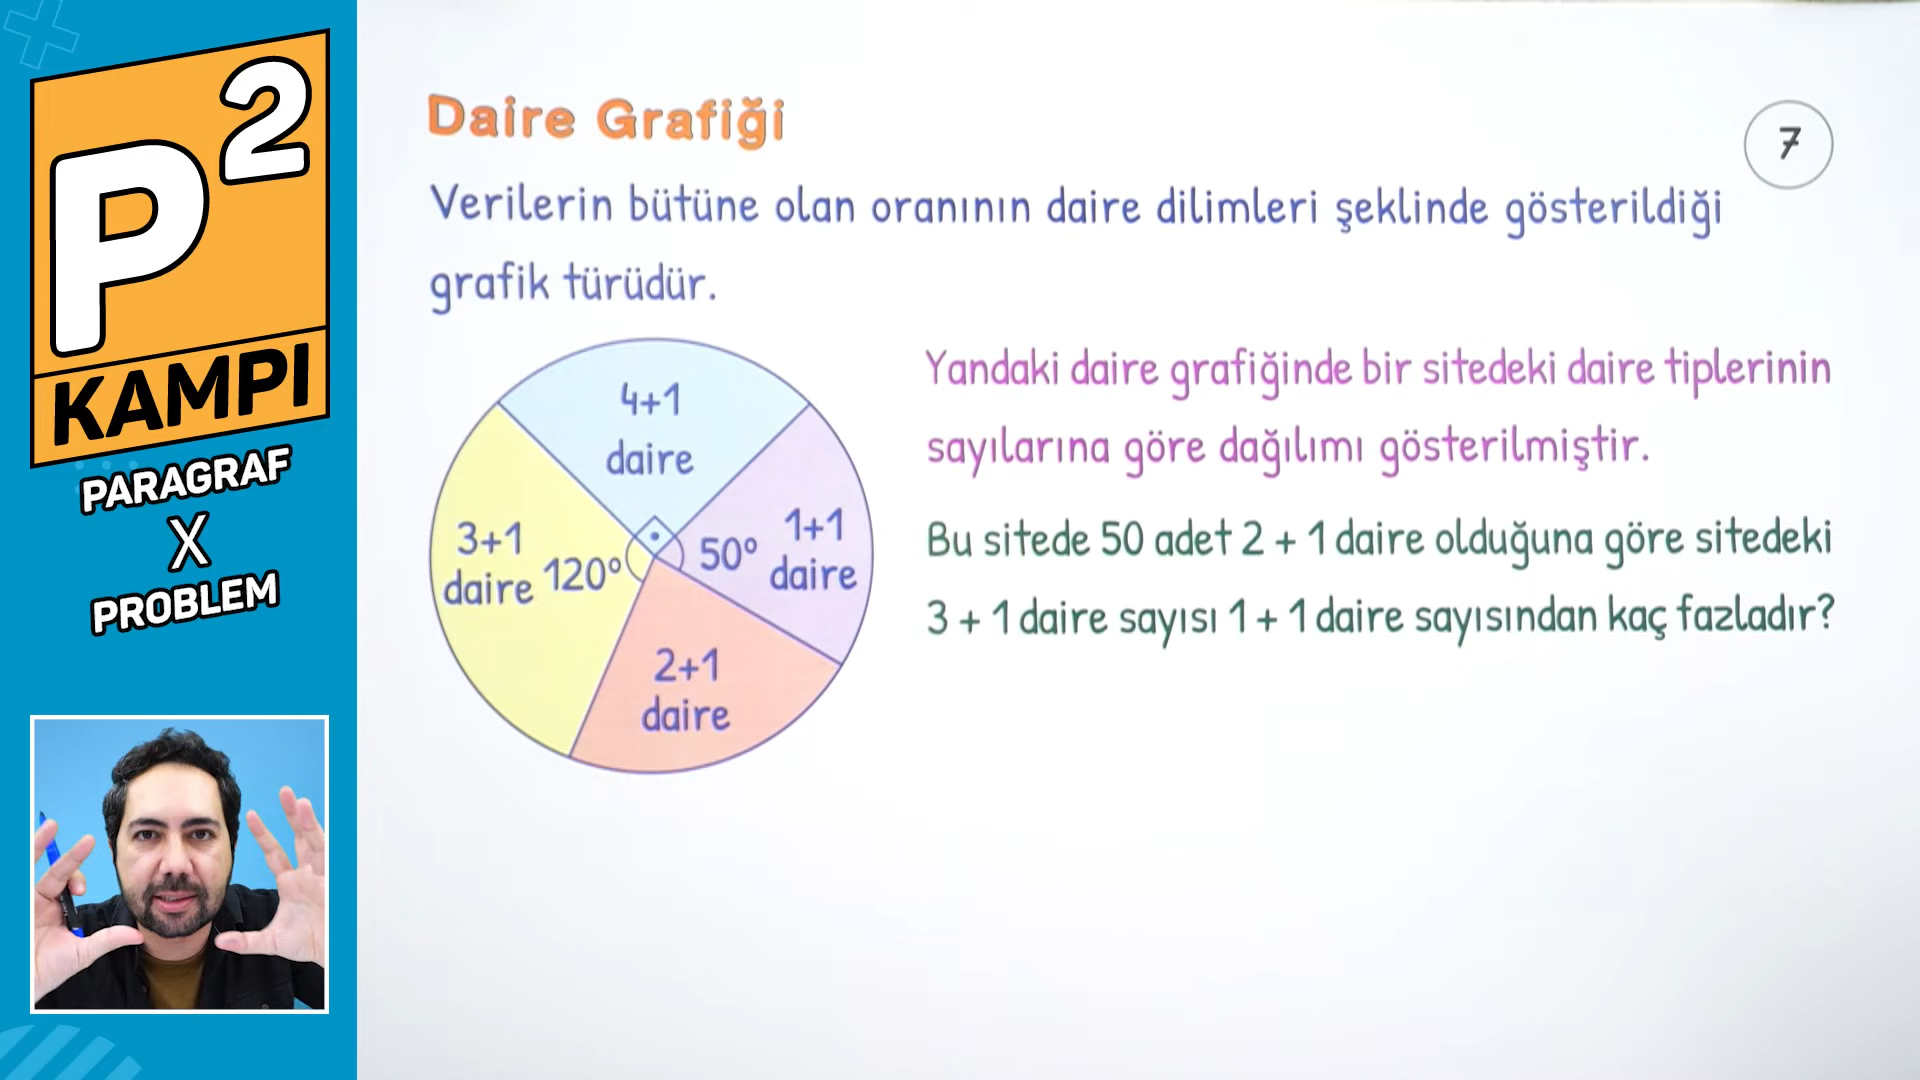 P2
KAMPI
PARAGRAF
X
PROBLEM
Daire Grafiği
7
Verilerin bütüne olan oranının daire dilimleri şeklinde gösterildiği
grafik türüdür.
4+1
daire
3+1
daire 120°
50°
1+1
daire
2+1
daire
Yandaki daire grafiğinde bir sitedeki daire tiplerinin
sayılarına göre dağılımı gösterilmiştir.
Bu sitede 50 adet 2 + 1 daire olduğuna göre sitedeki
3 + 1 daire sayısı 1 + 1 daire sayısından kaç fazladır?